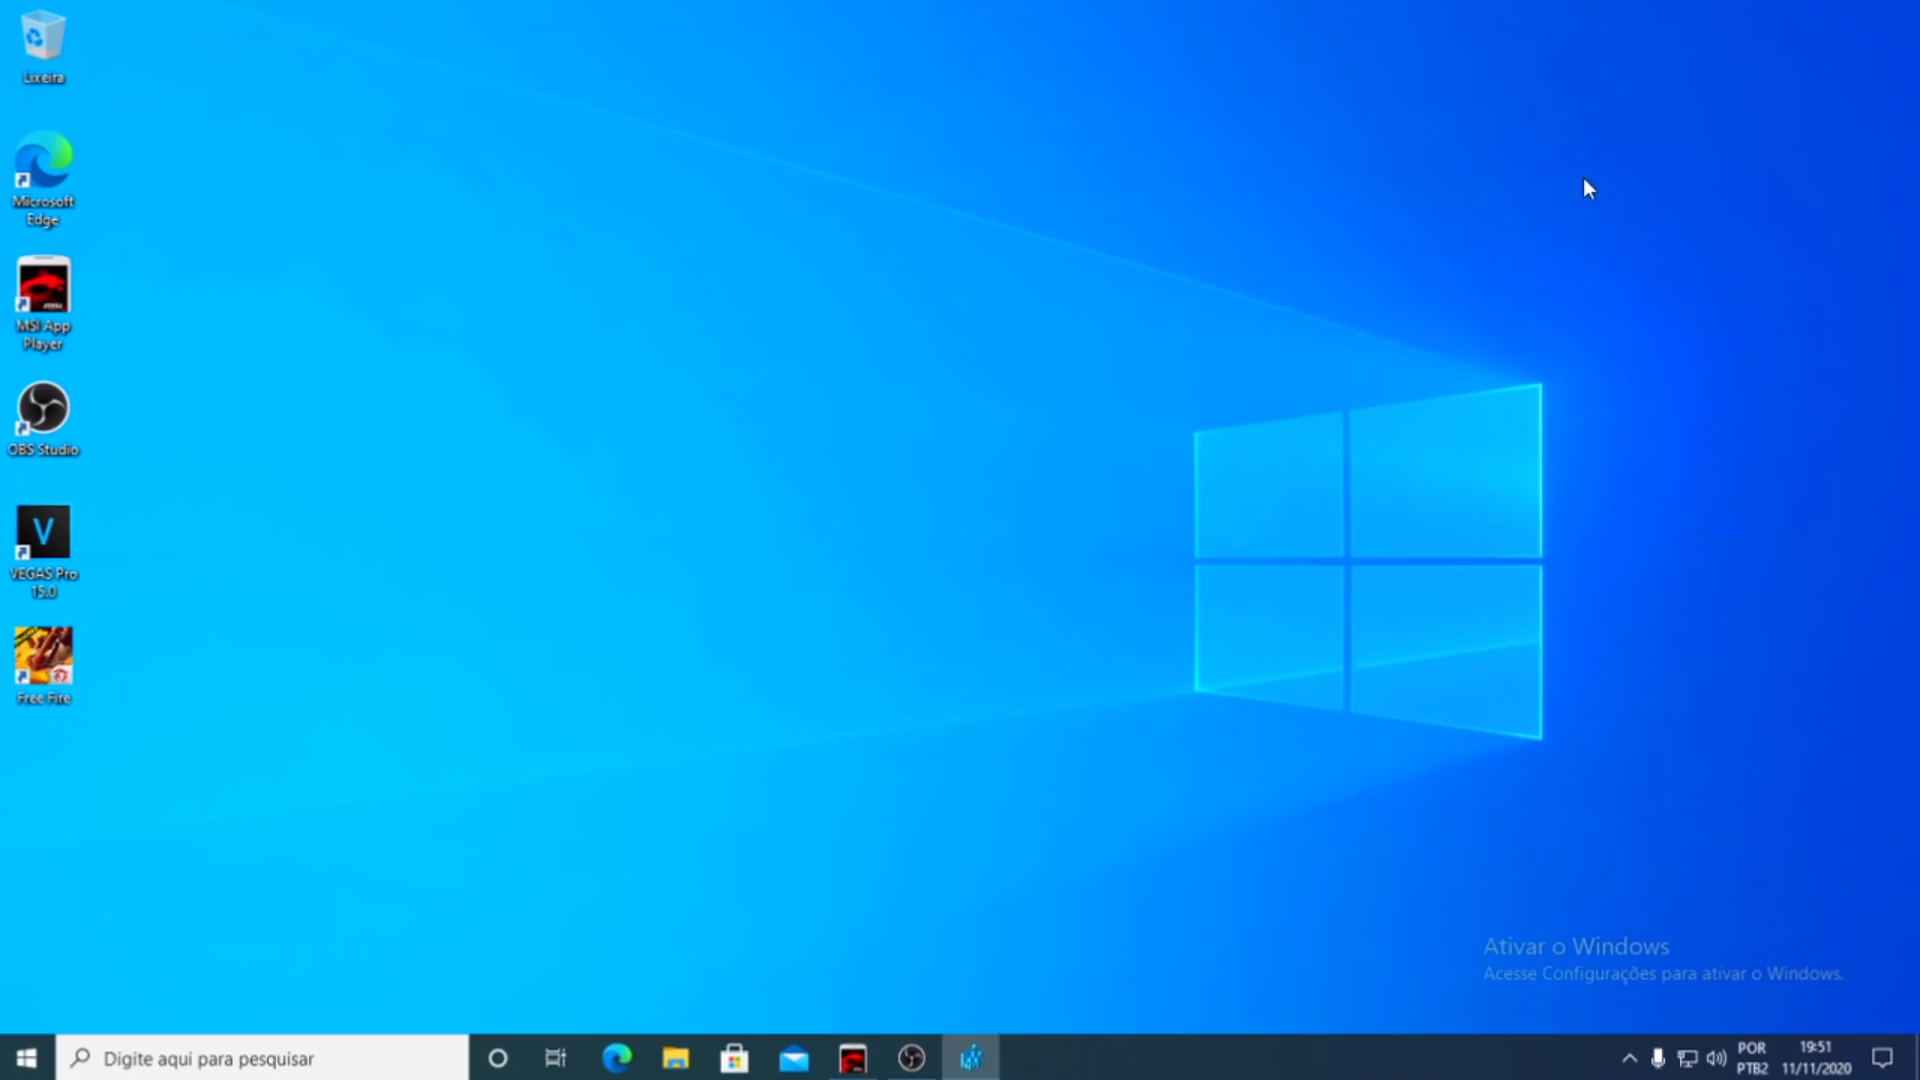 Lixeira
Microsoft
Edge
MSI App
Player
OBS Studio
VEGAS Pro
15.0
Free Fire
Ativar o Windows
Acesse Configurações para ativar o Windows.
Digite aqui para pesquisar
POR
PTB2
19:51
11/11/2020